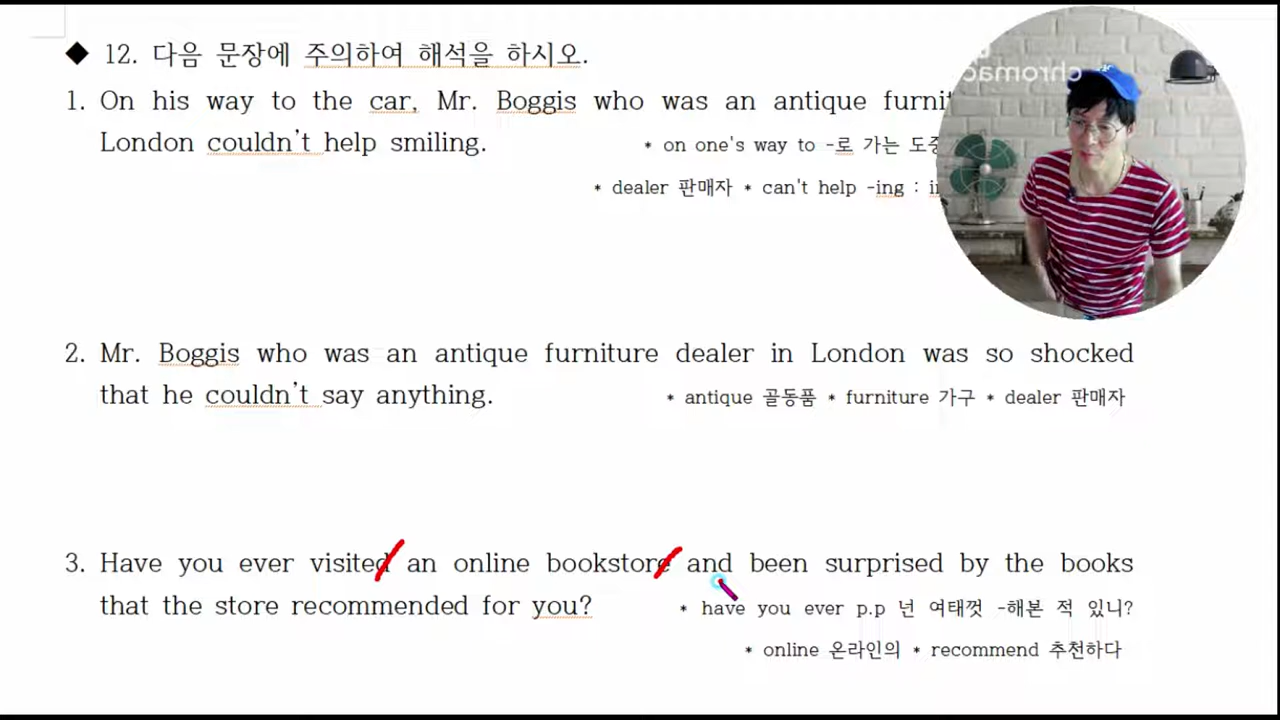 ◆ 12. 다음 문장에 주의하여 해석을 하시오.
chromac
1. On his way to the car, Mr. Boggis who was an antique
London couldn't help smiling.
* on one's way to -로 가는
* dealer 판매자 * can't help -ing :
2. Mr. Boggis who was an antique furniture dealer in London was so shocked
that he couldn't say anything.
* antique 골동품 * furniture 가구 * dealer 판매자
3. Have you ever visited an online bookstore and been surprised by the books
that the store recommended for you?
* have you ever p.p 넌 여태껏 -해본 적 있니?
* online 온라인의 * recommend 추천하다